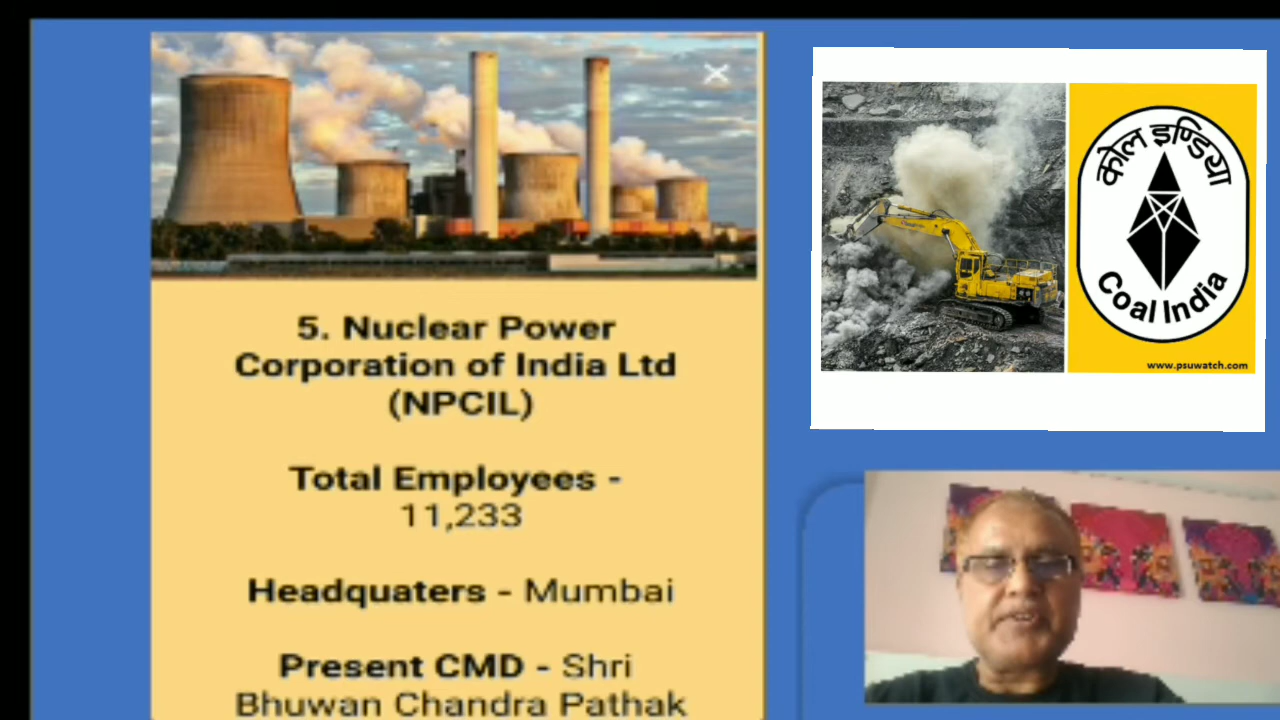 5. Nuclear Power
Corporation of India Ltd
(NPCIL)
Total Employees -
11,233
Headquaters - Mumbai
Present CMD - Shri
Bhuwan Chandra Pathak
कोल इण्डिया
Coal India
www.psuwatch.com